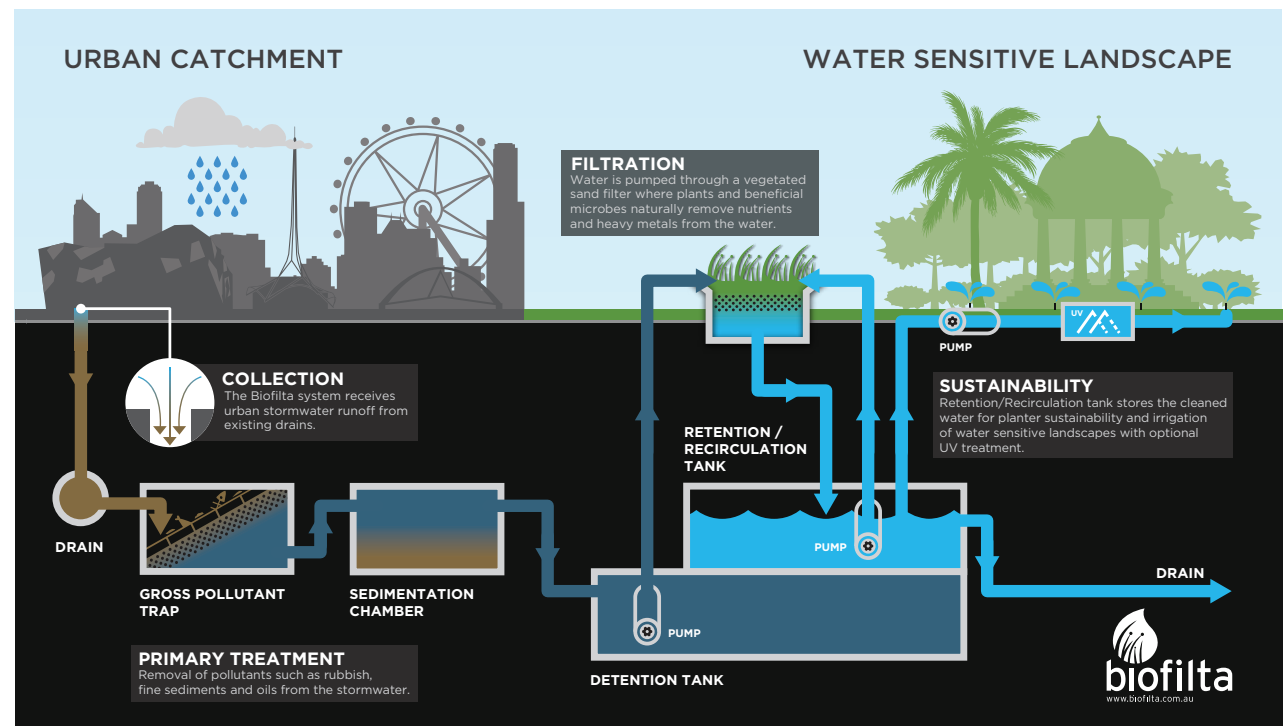 URBAN CATCHMENT
WATER SENSITIVE LANDSCAPE
FILTRATION
Water is pumped through a vegetated
sand filter where plants and beneficial
microbes naturally remove nutrients
and heavy metals from the water.
UV
PUMP
COLLECTION
The Biofilta system receives
urban stormwater runoff from
existing drains.
SUSTAINABILITY
Retention/Recirculation tank stores the cleaned
water for planter sustainability and irrigation
of water sensitive landscapes with optional
UV treatment.
RETENTION /
RECIRCULATION
TANK
DRAIN
PUMP
DRAIN
GROSS POLLUTANT
TRAP
SEDIMENTATION
CHAMBER
PUMP
PRIMARY TREATMENT
Removal of pollutants such as rubbish,
fine sediments and oils from the stormwater.
DETENTION TANK
biofilta
www.biofilta.com.au